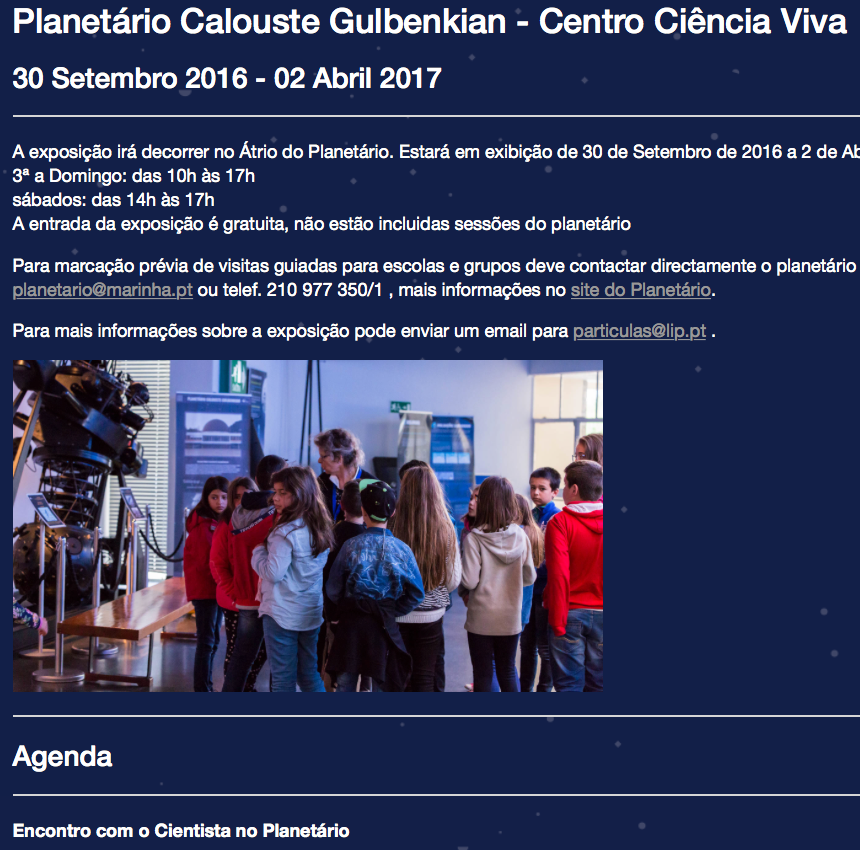 Planetário Calouste Gulbenkian - Centro Ciência Viva
30 Setembro 2016 - 02 Abril 2017
A exposição irá decorrer no Átrio do Planetário. Estará em exibição de 30 de Setembro de 2016 a 2 de Ab
3ª a Domingo: das 10h às 17h
sábados: das 14h às 17h
A entrada da exposição é gratuita, não estão incluidas sessões do planetário
Para marcação prévia de visitas guiadas para escolas e grupos deve contactar directamente o planetário
planetario@marinha.pt ou telef. 210 977 350/1 , mais informações no site do Planetário.
Para mais informações sobre a exposição pode enviar um email para particulas@lip.pt .
Agenda
Encontro com o Cientista no Planetário